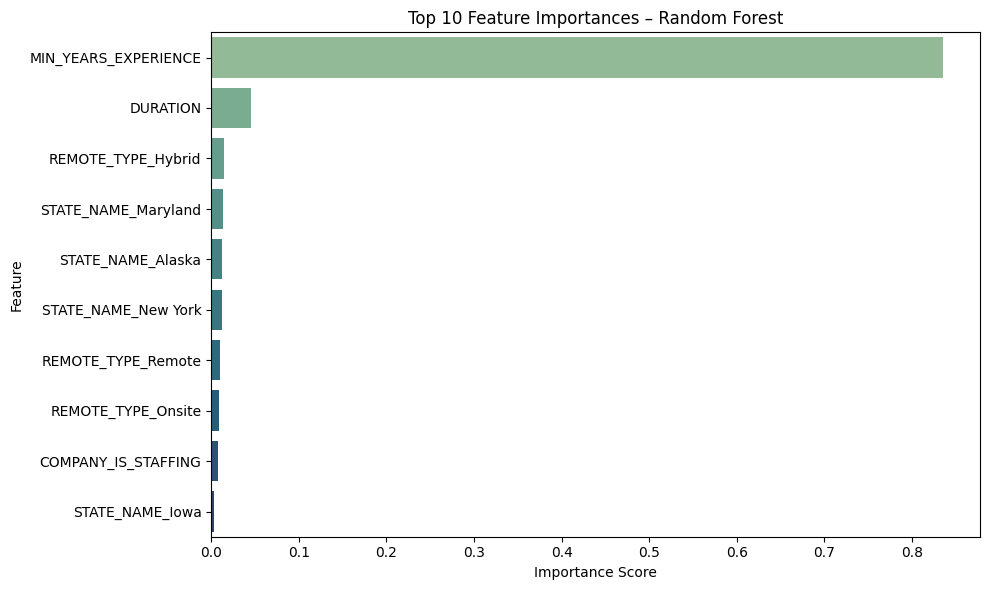 Top 10 Feature Importances – Random Forest
Feature
MIN_YEARS_EXPERIENCE
DURATION
REMOTE_TYPE_Hybrid
STATE_NAME_Maryland
STATE_NAME_Alaska
STATE_NAME_New York
REMOTE_TYPE_Remote
REMOTE_TYPE_Onsite
COMPANY_IS_STAFFING
STATE_NAME_Iowa
0.0 0.1 0.2 0.3 0.4 0.5 0.6 0.7 0.8
Importance Score